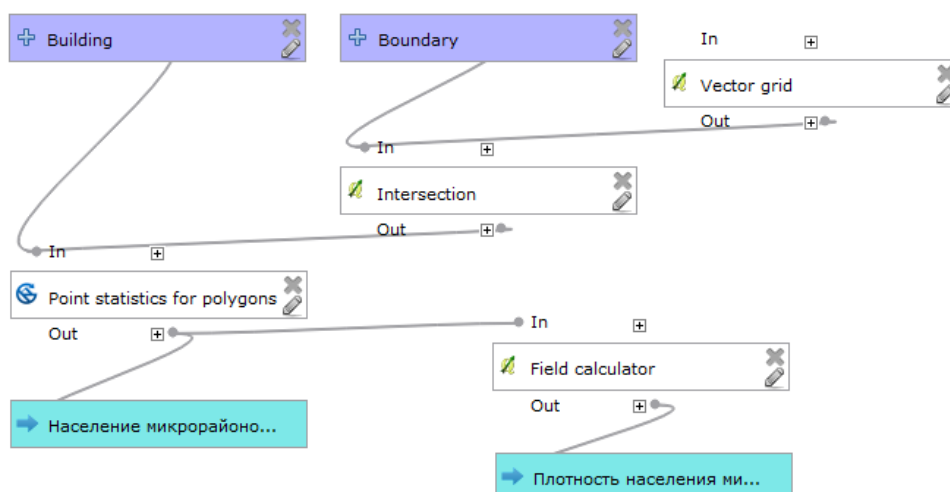 Building
Boundary
In
Vector grid
Out
In
Intersection
Out
In
Point statistics for polygons
Out
In
Field calculator
Out
Население микрорайоно...
Плотность населения ми...